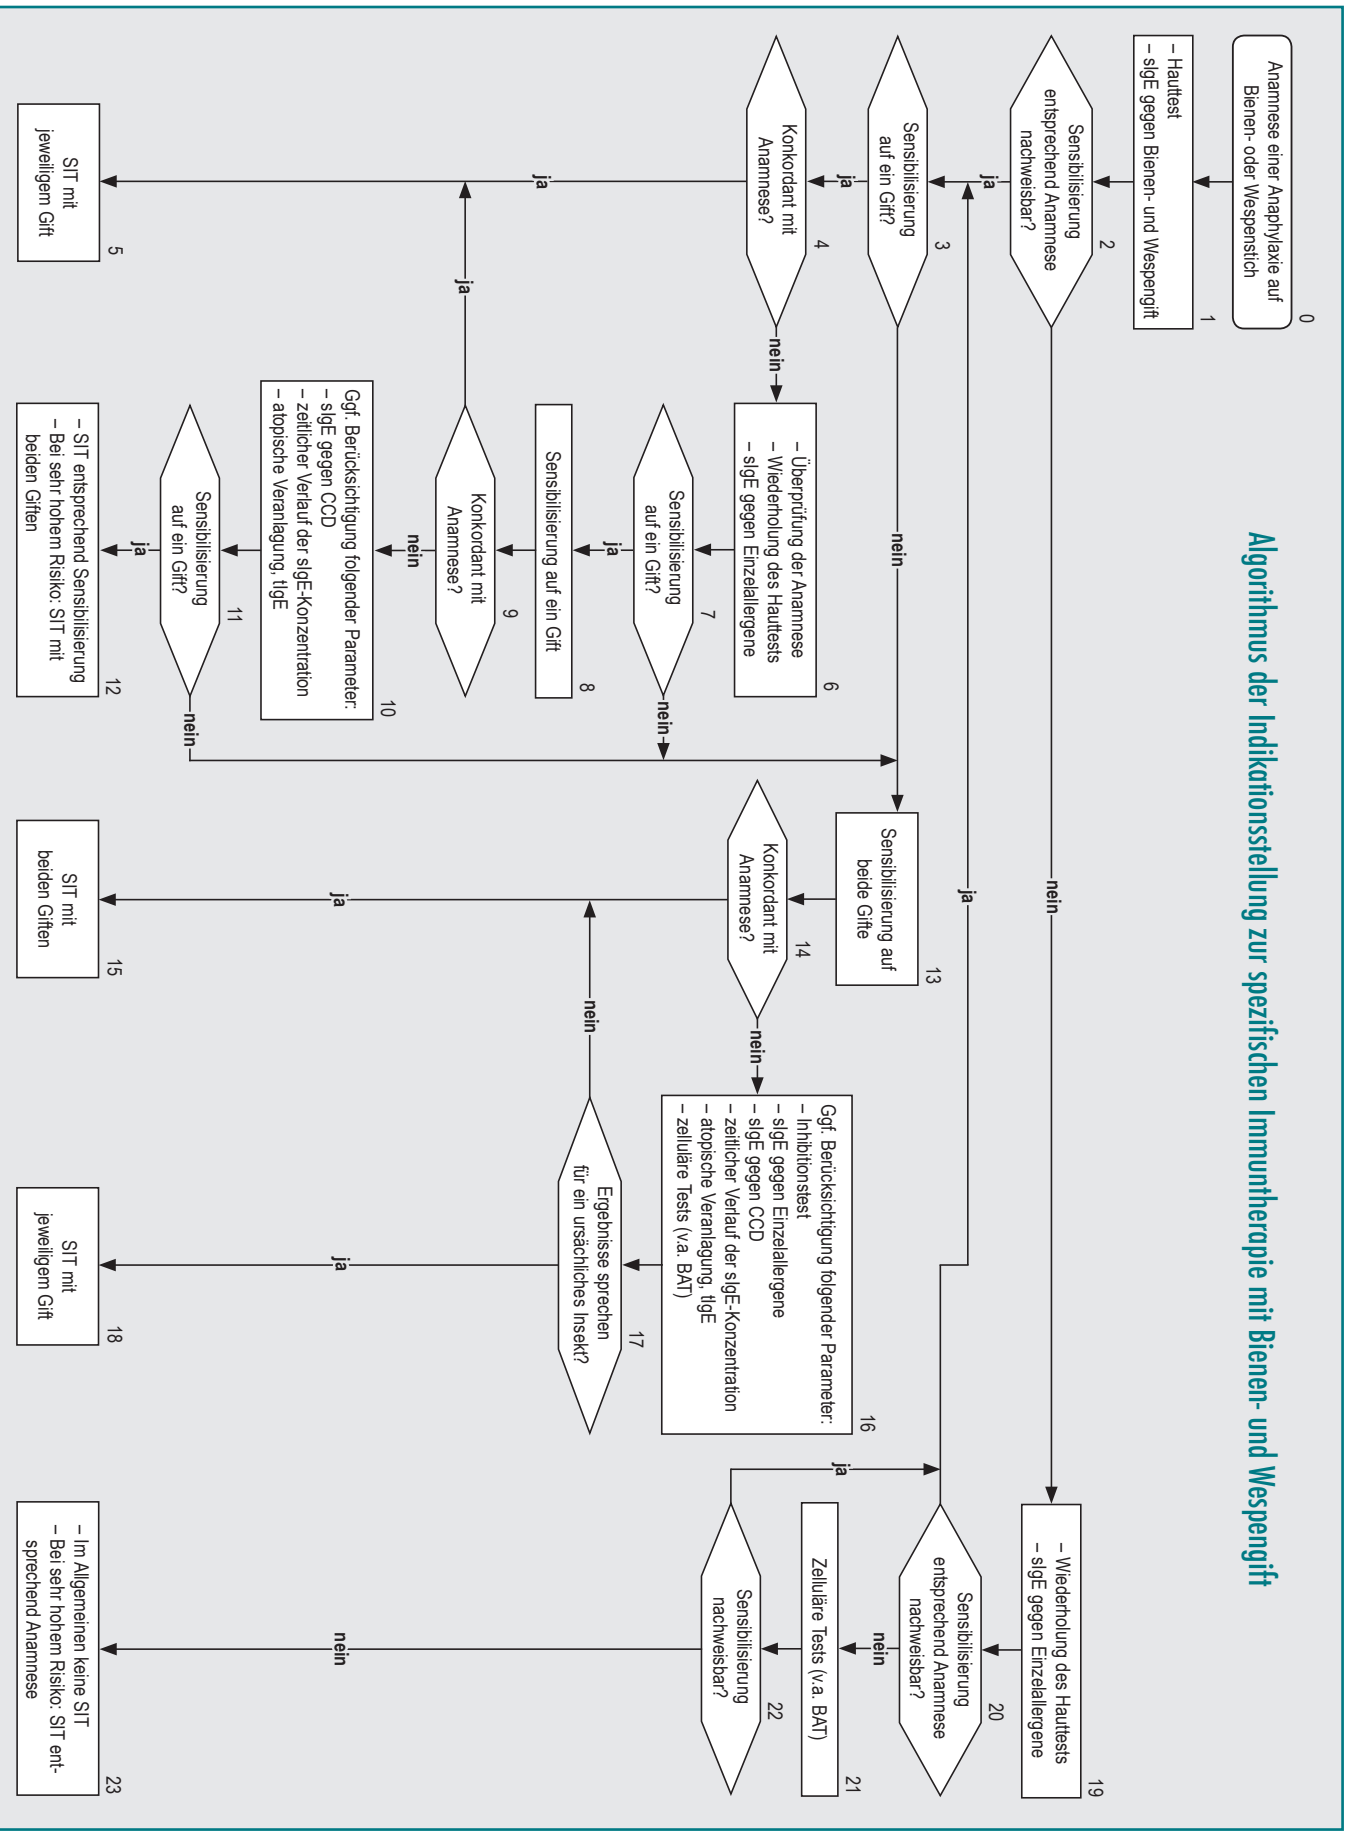 Algorithmus der Indikationsstellung zur spezifischen Immuntherapie mit Bienen- und Wespengift
0
Anamnese einer Anaphylaxie auf
Bienen- oder Wespenstich
1
– Hauttest
– sIgE gegen Bienen- und Wespengift
2
Sensibilisierung
entsprechend Anamnese
nachweisbar?
ja
nein
3
Sensibilisierung
auf ein Gift?
ja
nein
4
Konkordant mit
Anamnese?
ja
nein
5
SIT mit
jeweiligem Gift
6
– Überprüfung der Anamnese
– Wiederholung des Hauttests
– sIgE gegen Einzelallergene
7
Sensibilisierung
auf ein Gift?
ja
nein
8
Sensibilisierung auf ein Gift
9
Konkordant mit
Anamnese?
ja
nein
10
Ggf. Berücksichtigung folgender Parameter:
– sIgE gegen CCD
– zeitlicher Verlauf der sIgE-Konzentration
– atopische Veranlagung, tIgE
11
Sensibilisierung
auf ein Gift?
ja
nein
12
– SIT entsprechend Sensibilisierung
– Bei sehr hohem Risiko: SIT mit
beiden Giften
13
Sensibilisierung auf
beide Gifte
14
Konkordant mit
Anamnese?
ja
nein
15
SIT mit
beiden Giften
16
Ggf. Berücksichtigung folgender Parameter:
– Inhibitionstest
– sIgE gegen Einzelallergene
– sIgE gegen CCD
– zeitlicher Verlauf der sIgE-Konzentration
– atopische Veranlagung, tIgE
– zelluläre Tests (v.a. BAT)
17
Ergebnisse sprechen
für ein ursächliches Insekt?
nein
ja
18
SIT mit
jeweiligem Gift
19
– Wiederholung des Hauttests
– sIgE gegen Einzelallergene
20
Sensibilisierung
entsprechend Anamnese
nachweisbar?
ja
nein
21
Zelluläre Tests (v.a. BAT)
22
Sensibilisierung
nachweisbar?
ja
nein
23
– Im Allgemeinen keine SIT
– Bei sehr hohem Risiko: SIT ent-
sprechend Anamnese